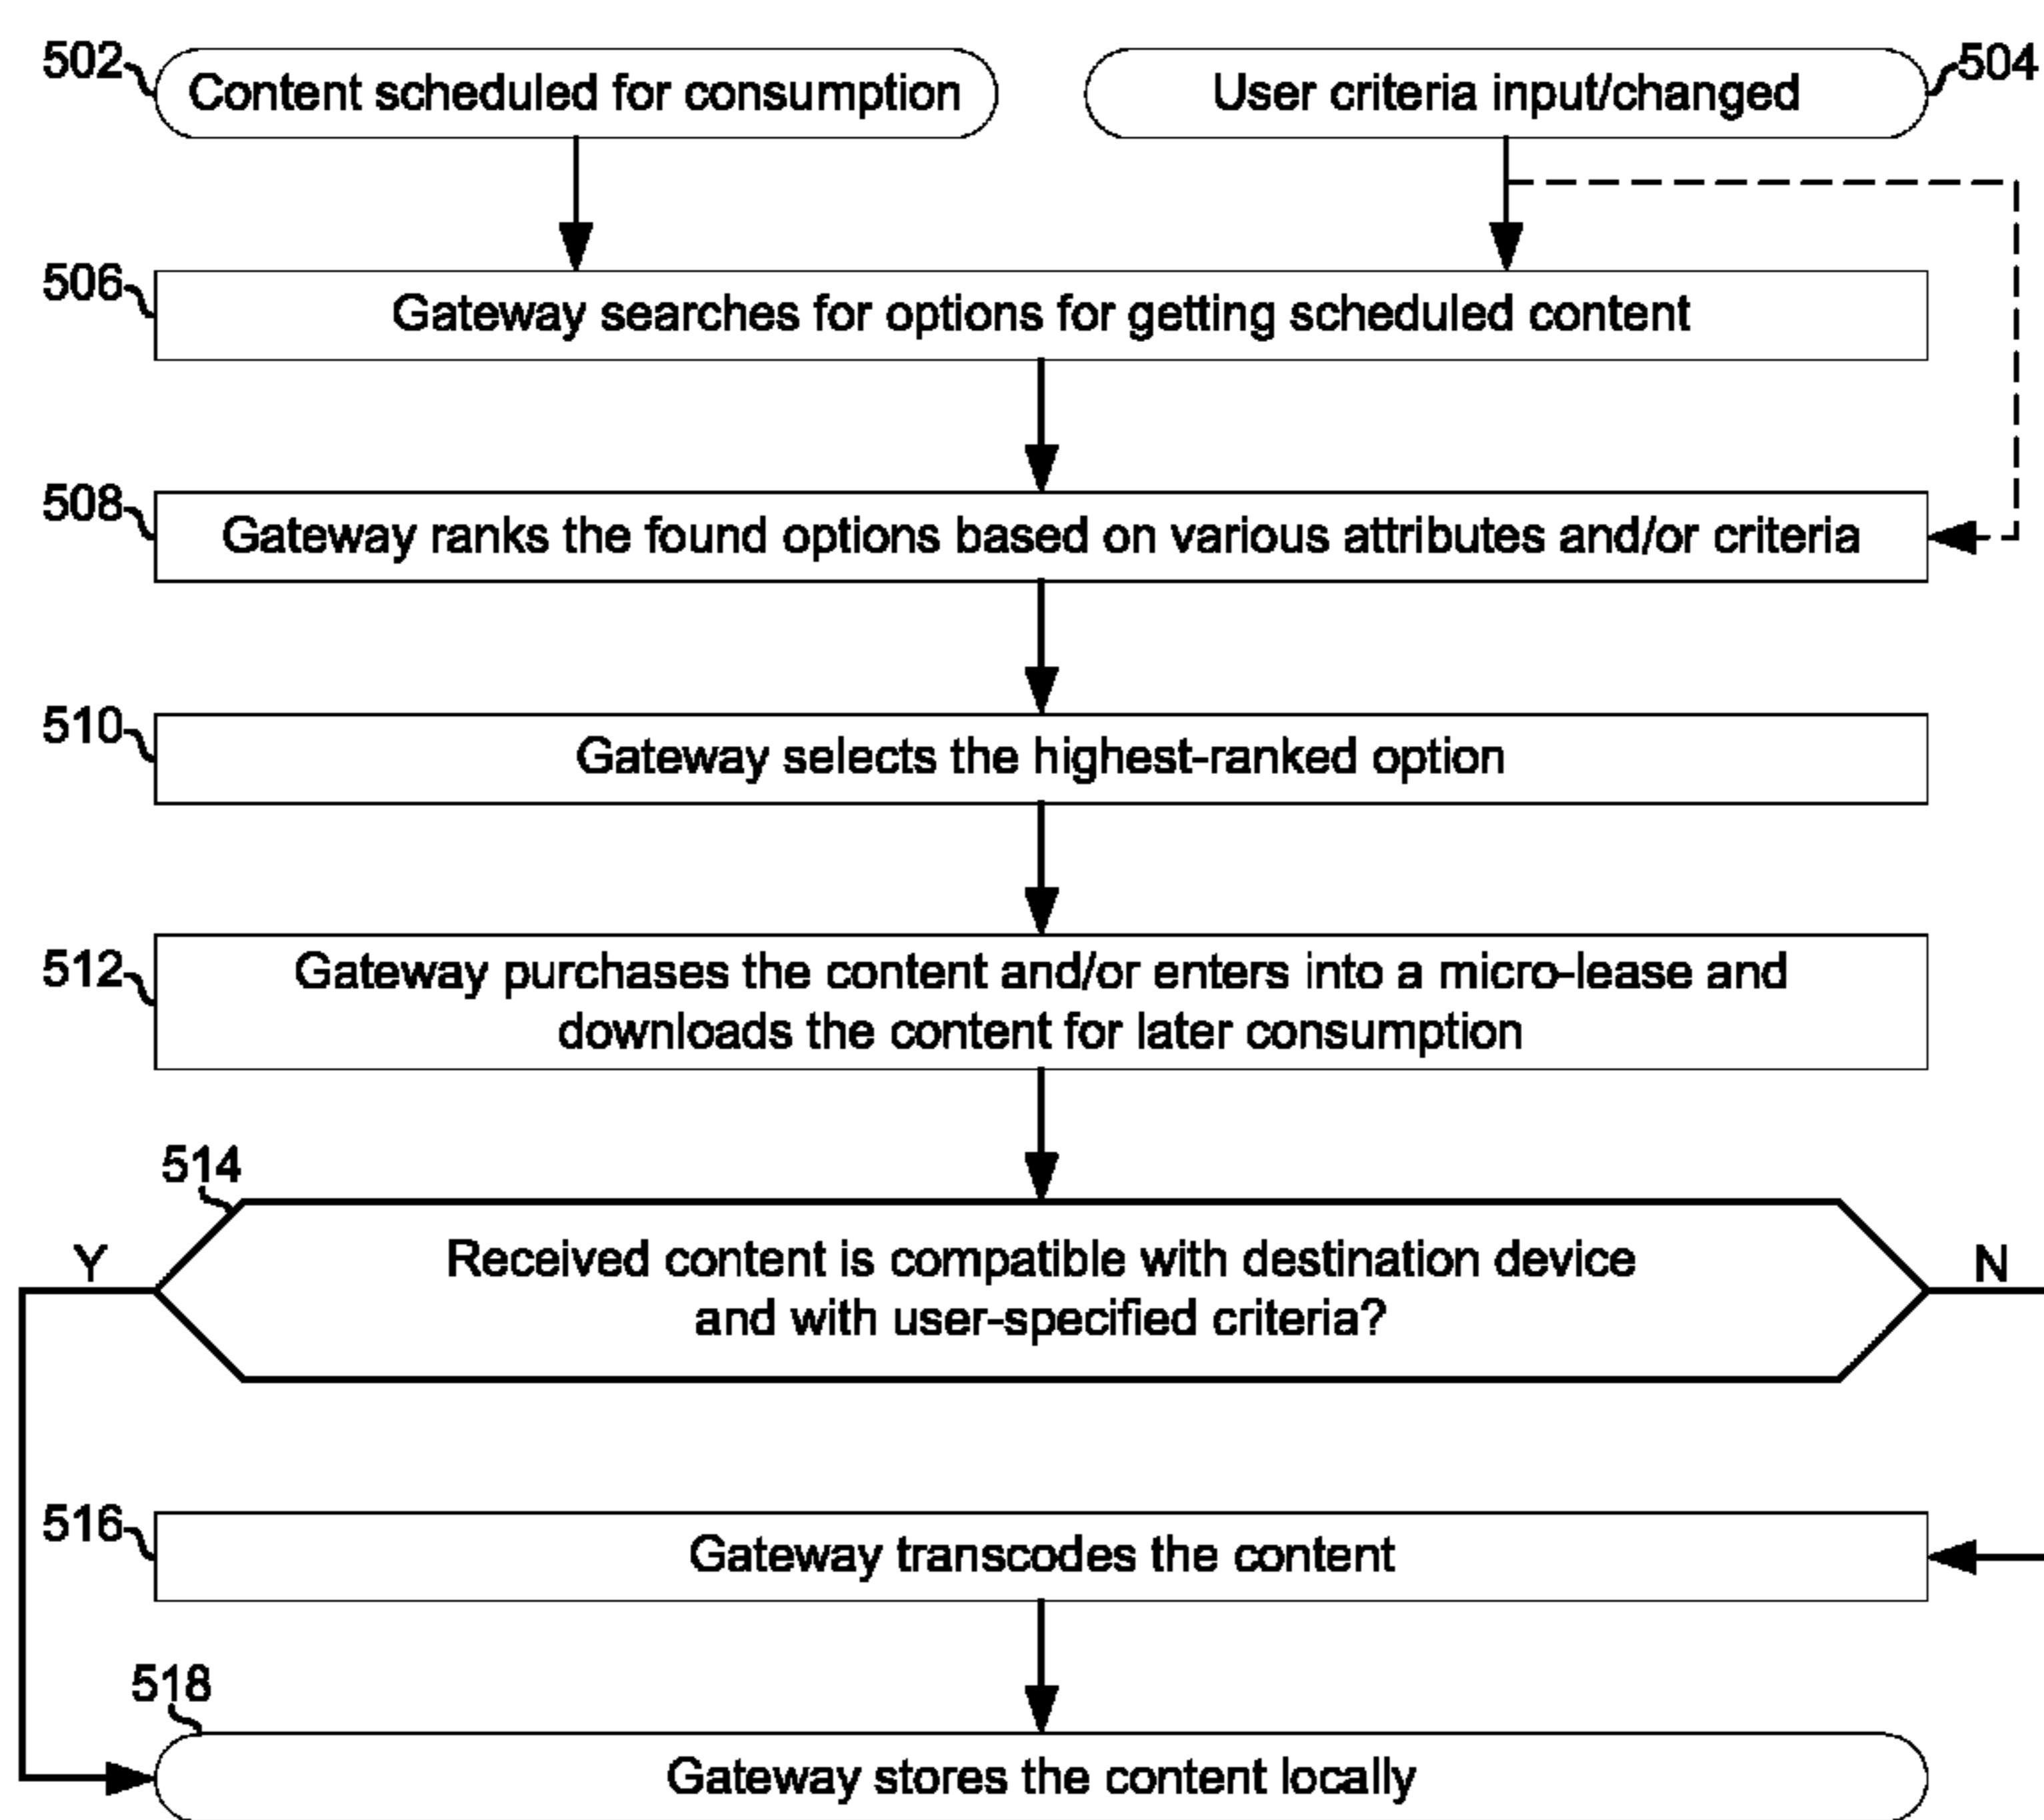 502
Content scheduled for consumption
User criteria input/changed
504
506
Gateway searches for options for getting scheduled content
508
Gateway ranks the found options based on various attributes and/or criteria
510
Gateway selects the highest-ranked option
512
Gateway purchases the content and/or enters into a micro-lease and
downloads the content for later consumption
514
Y
Received content is compatible with destination device
and with user-specified criteria?
N
516
Gateway transcodes the content
518
Gateway stores the content locally